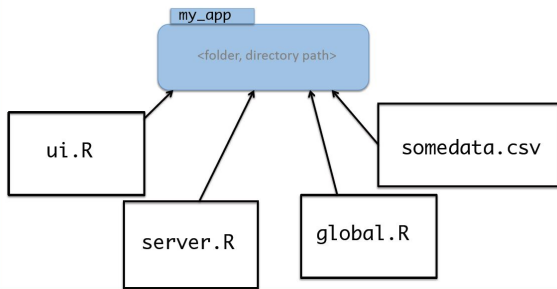 my_app
<folder, directory path>
ui.R
somedata.csv
server.R
global.R